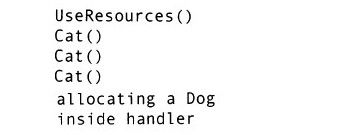 UseResources()
Cat()
Cat()
Cat()
allocating a Dog
inside handler